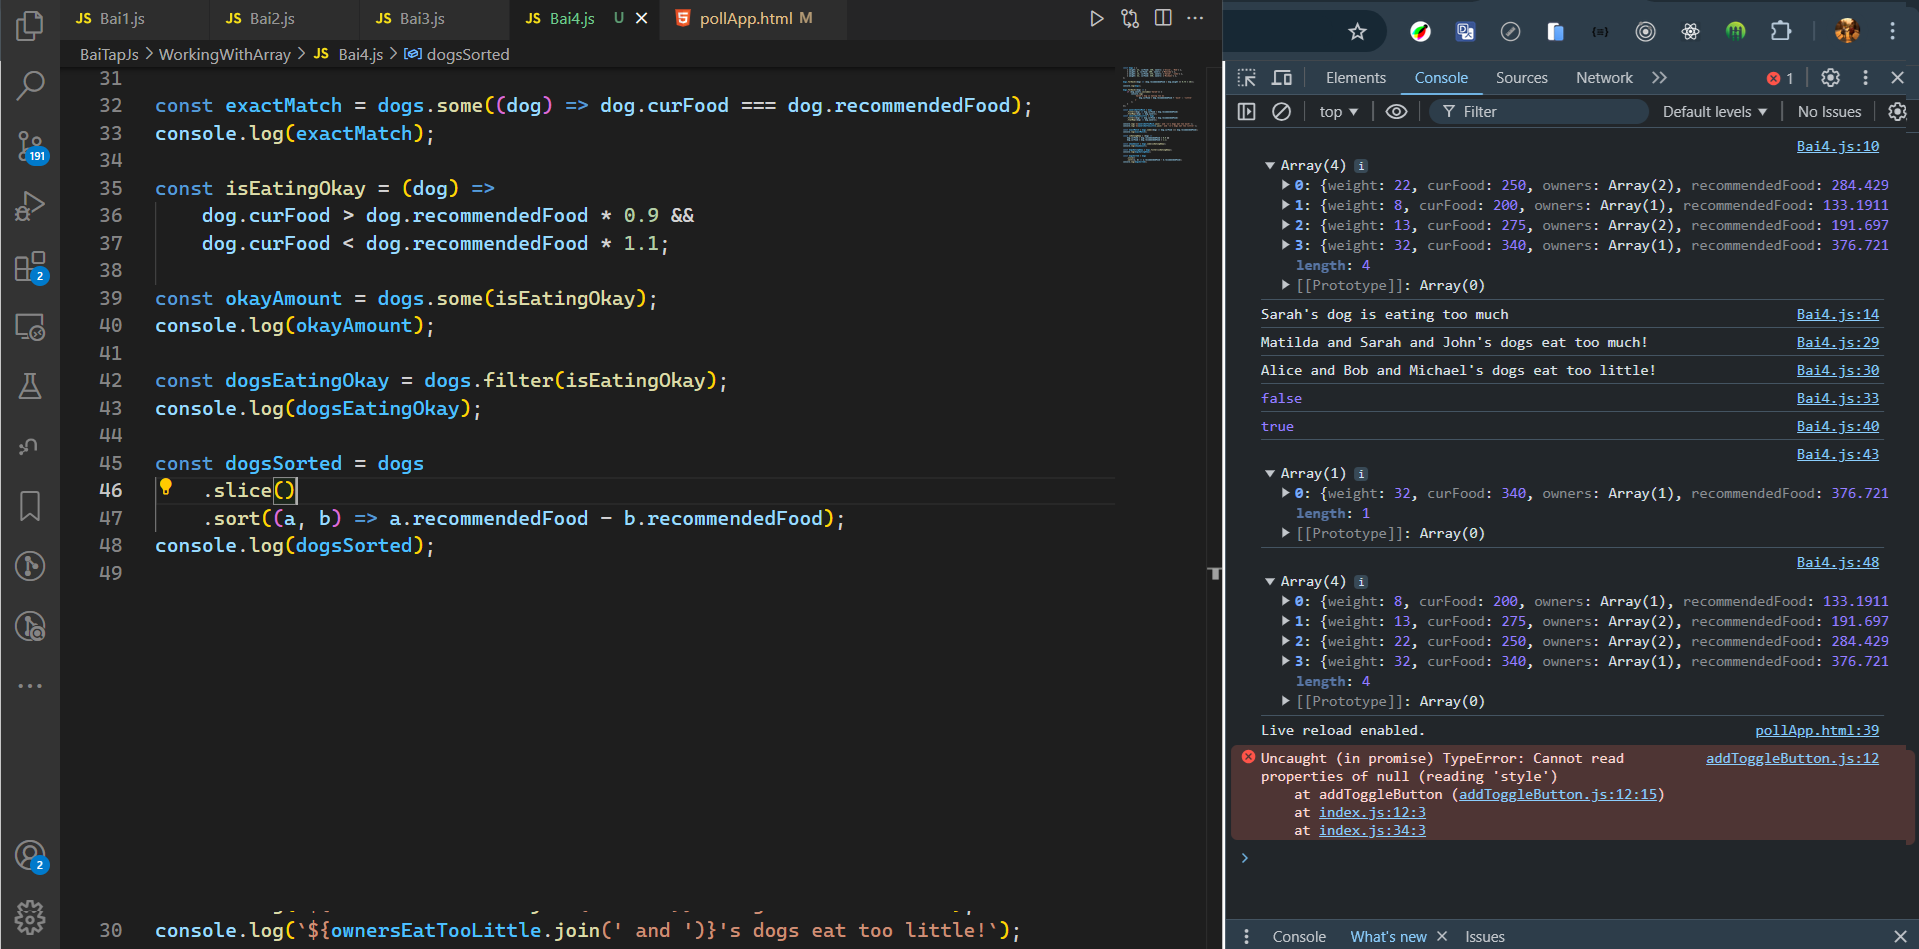 JS Bai1.js
JS Bai2.js
JS Bai3.js
JS Bai4.js U
pollApp.html M
BaiTapJs > WorkingWithArray > JS Bai4.js > dogsSorted
31
32 const exactMatch = dogs.some((dog) => dog.curFood === dog.recommendedFood);
33 console.log(exactMatch);
34
35 const isEatingOkay = (dog) =>
36 dog.curFood > dog.recommendedFood * 0.9 &&
37 dog.curFood < dog.recommendedFood * 1.1;
38
39 const okayAmount = dogs.some(isEatingOkay);
40 console.log(okayAmount);
41
42 const dogsEatingOkay = dogs.filter(isEatingOkay);
43 console.log(dogsEatingOkay);
44
45 const dogsSorted = dogs
46 .slice()
47 .sort((a, b) => a.recommendedFood - b.recommendedFood);
48 console.log(dogsSorted);
49
30 console.log(`${ownersEatTooLittle.join(' and ')}'s dogs eat too little!`);
191
2
2
Elements Console Sources Network 1
top Filter Default levels No Issues
Bai4.js:10
Array(4) i
0: {weight: 22, curFood: 250, owners: Array(2), recommendedFood: 284.429
1: {weight: 8, curFood: 200, owners: Array(1), recommendedFood: 133.1911
2: {weight: 13, curFood: 275, owners: Array(2), recommendedFood: 191.697
3: {weight: 32, curFood: 340, owners: Array(1), recommendedFood: 376.721
length: 4
[[Prototype]]: Array(0)
Sarah's dog is eating too much Bai4.js:14
Matilda and Sarah and John's dogs eat too much! Bai4.js:29
Alice and Bob and Michael's dogs eat too little! Bai4.js:30
false Bai4.js:33
true Bai4.js:40
Bai4.js:43
Array(1) i
0: {weight: 32, curFood: 340, owners: Array(1), recommendedFood: 376.721
length: 1
[[Prototype]]: Array(0)
Bai4.js:48
Array(4) i
0: {weight: 8, curFood: 200, owners: Array(1), recommendedFood: 133.1911
1: {weight: 13, curFood: 275, owners: Array(2), recommendedFood: 191.697
2: {weight: 22, curFood: 250, owners: Array(2), recommendedFood: 284.429
3: {weight: 32, curFood: 340, owners: Array(1), recommendedFood: 376.721
length: 4
[[Prototype]]: Array(0)
Live reload enabled. pollApp.html:39
Uncaught (in promise) TypeError: Cannot read addToggleButton.js:12
properties of null (reading 'style')
at addToggleButton (addToggleButton.js:12:15)
at index.js:12:3
at index.js:34:3
Console What's new Issues